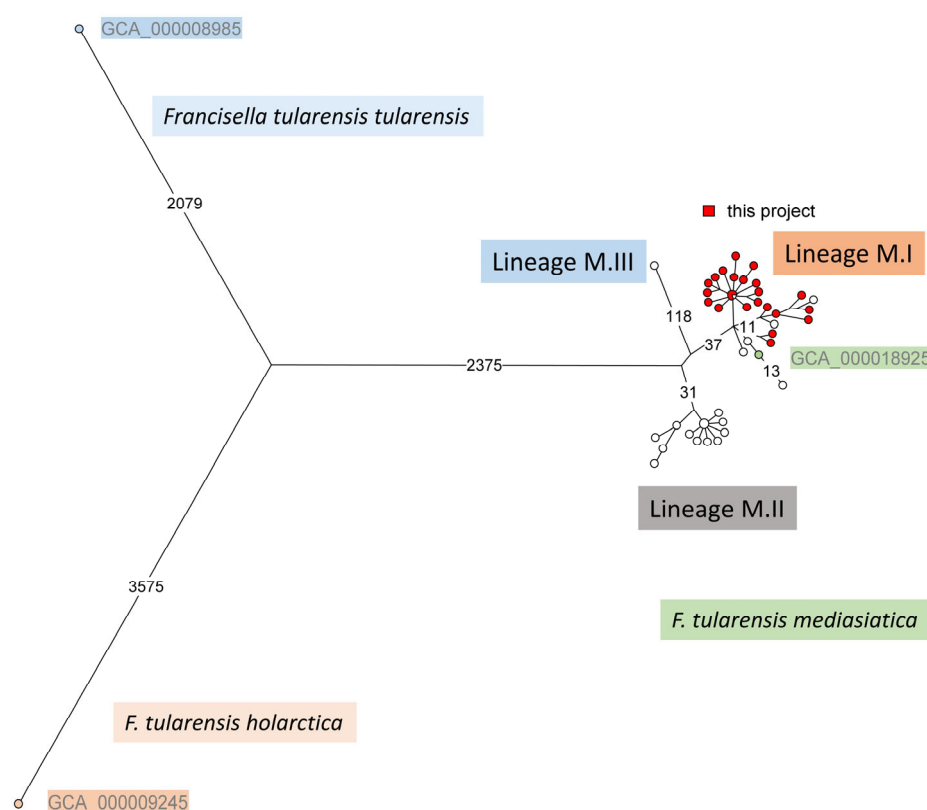 GCA_000008985
Francisella tularensis tularensis
2079
this project
Lineage M.III
Lineage M.I
118
11
37
GCA_000018925
2375
13
31
Lineage M.II
3575
F. tularensis mediasiatica
F. tularensis holarctica
GCA_000009245